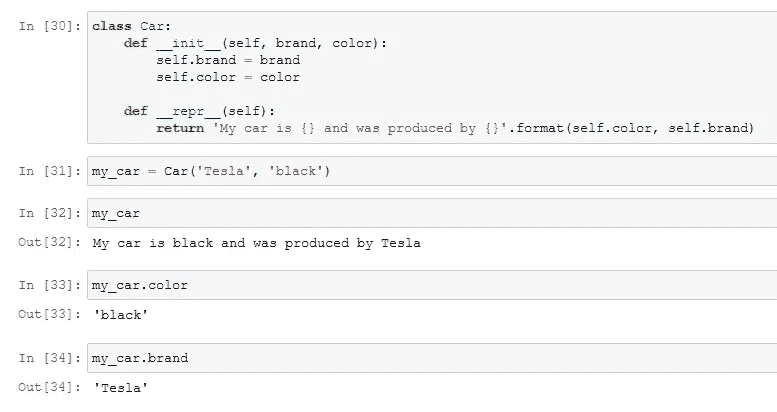 In [30]: class Car:
    def __init__(self, brand, color):
        self.brand = brand
        self.color = color
    def __repr__(self):
        return 'My car is {} and was produced by {}'.format(self.color, self.brand)
In [31]: my_car = Car('Tesla', 'black')
In [32]: my_car
Out[32]: My car is black and was produced by Tesla
In [33]: my_car.color
Out[33]: 'black'
In [34]: my_car.brand
Out[34]: 'Tesla'